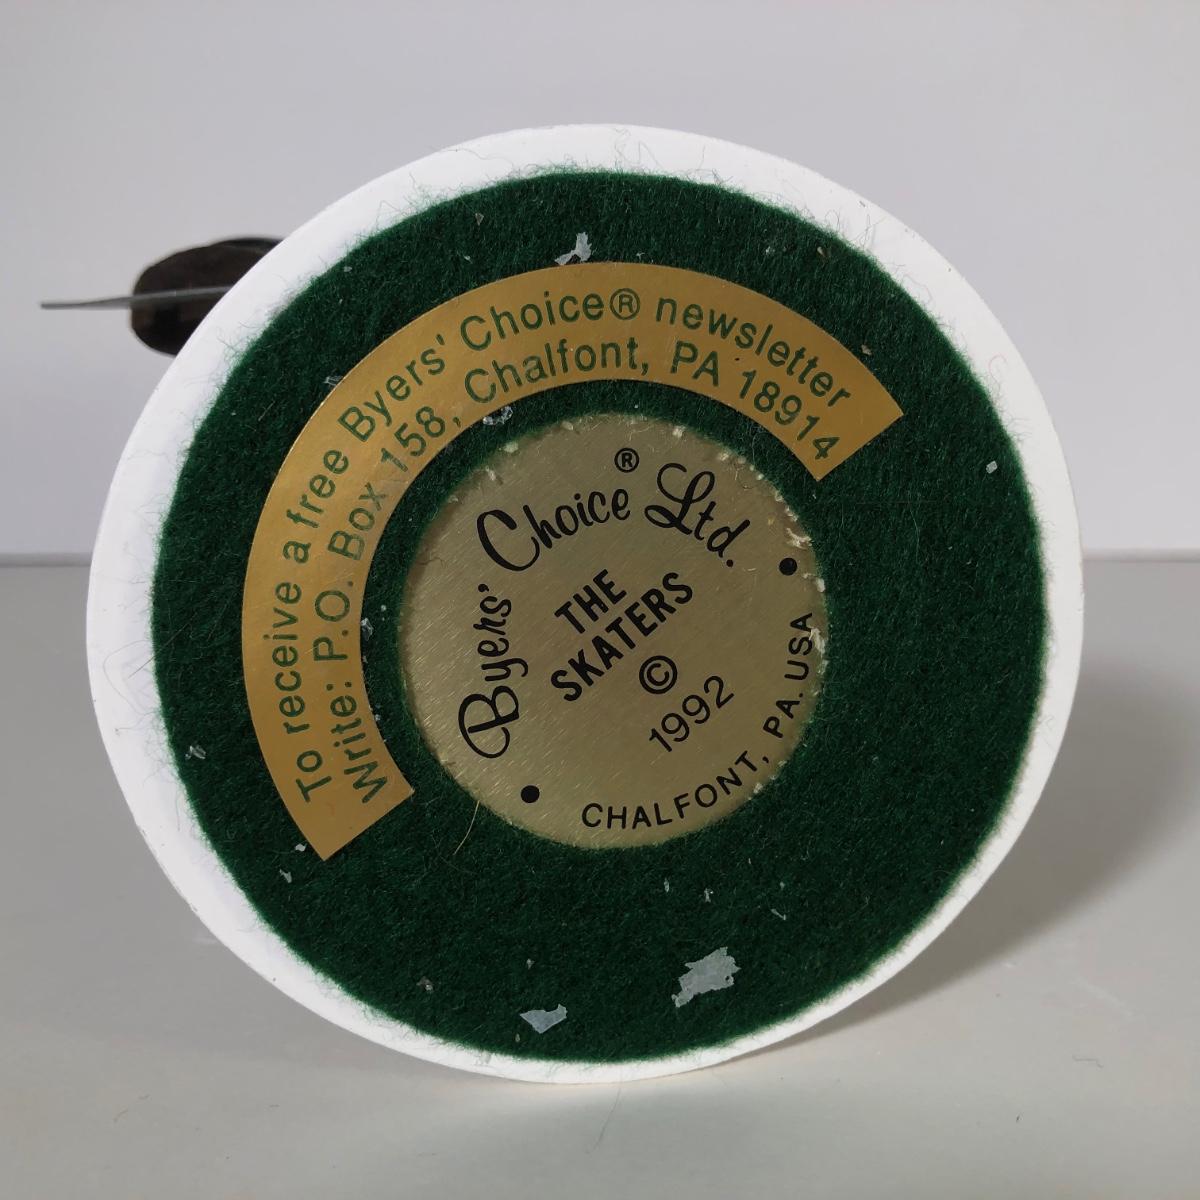 To receive a free Byers' Choice® newsletter
Write: P.O. Box 158, Chalfont, PA 18914
Byers' Choice® Ltd.
THE
SKATERS
©
1992
CHALFONT, PA. USA